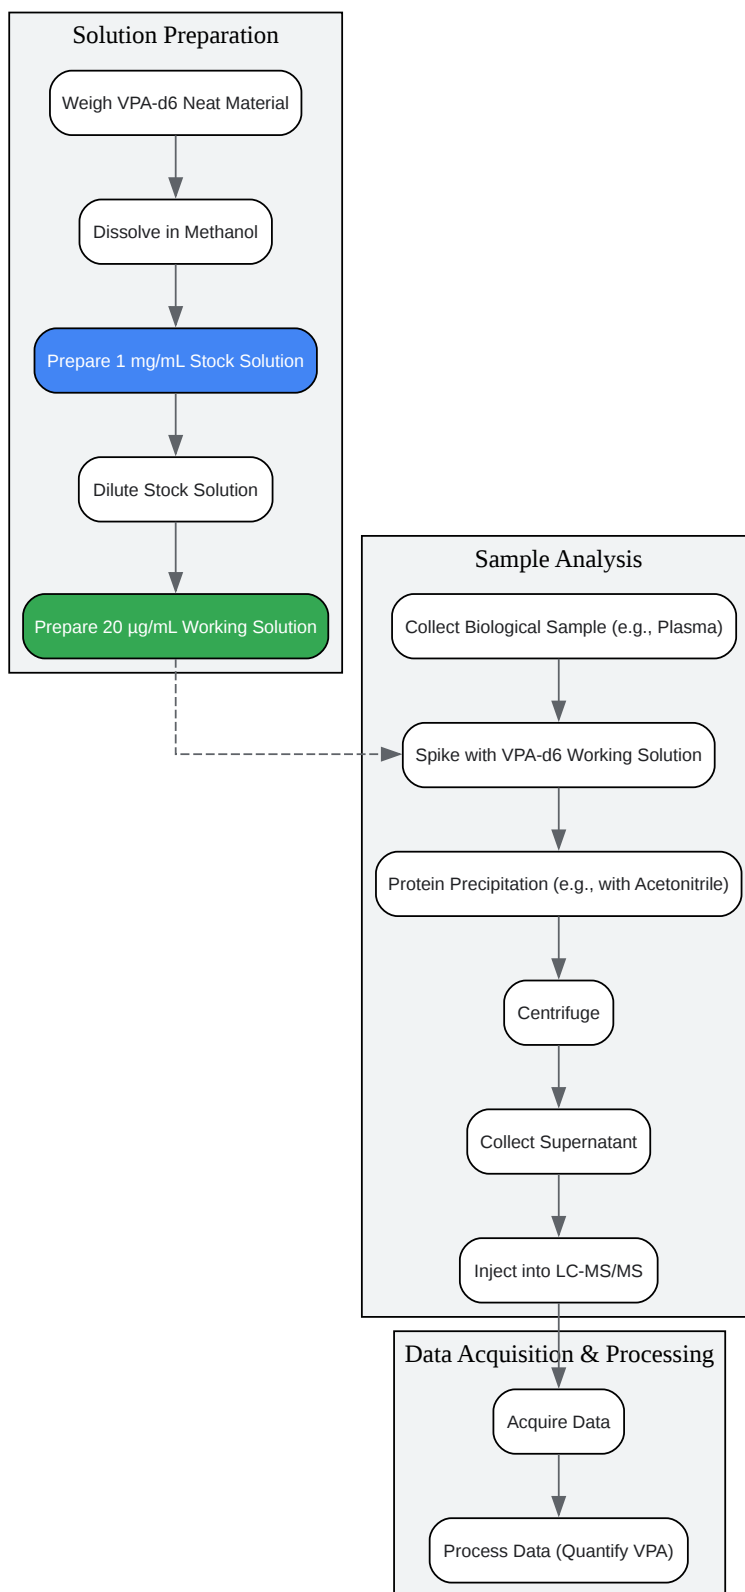 Solution Preparation
Weigh VPA-d6 Neat Material
Dissolve in Methanol
Prepare 1 mg/mL Stock Solution
Dilute Stock Solution
Prepare 20 µg/mL Working Solution
Sample Analysis
Collect Biological Sample (e.g., Plasma)
Spike with VPA-d6 Working Solution
Protein Precipitation (e.g., with Acetonitrile)
Centrifuge
Collect Supernatant
Inject into LC-MS/MS
Data Acquisition & Processing
Acquire Data
Process Data (Quantify VPA)